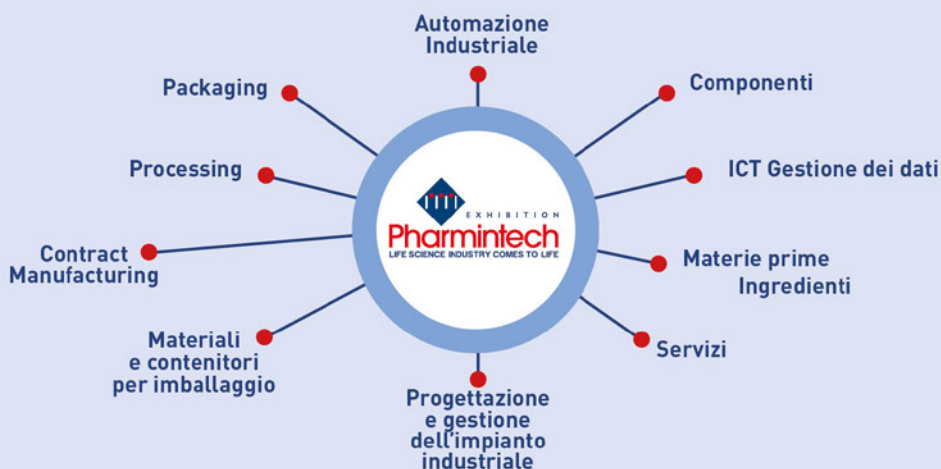 Automazione
Industriale
Packaging
Componenti
Processing
ICT Gestione dei dati
EXHIBITION
Pharmintech
LIFE SCIENCE INDUSTRY COMES TO LIFE
Contract
Manufacturing
Materie prime
Ingredienti
Materiali
e contenitori
per imballaggio
Servizi
Progettazione
e gestione
dell'impianto
industriale